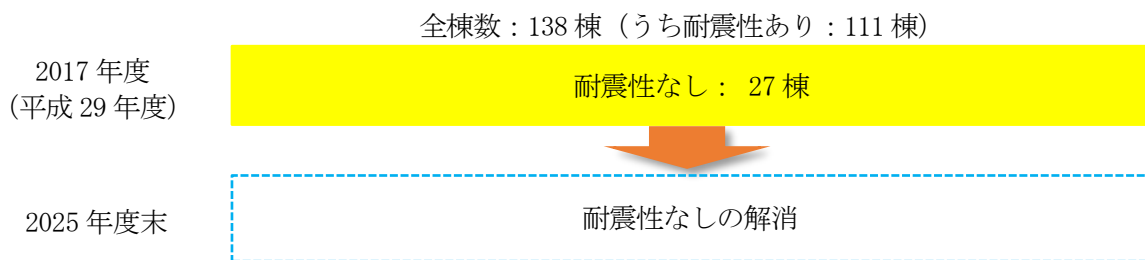 全棟数：138 棟（うち耐震性あり：111 棟）
2017 年度
（平成 29 年度）
耐震性なし： 27 棟
2025 年度末
耐震性なしの解消